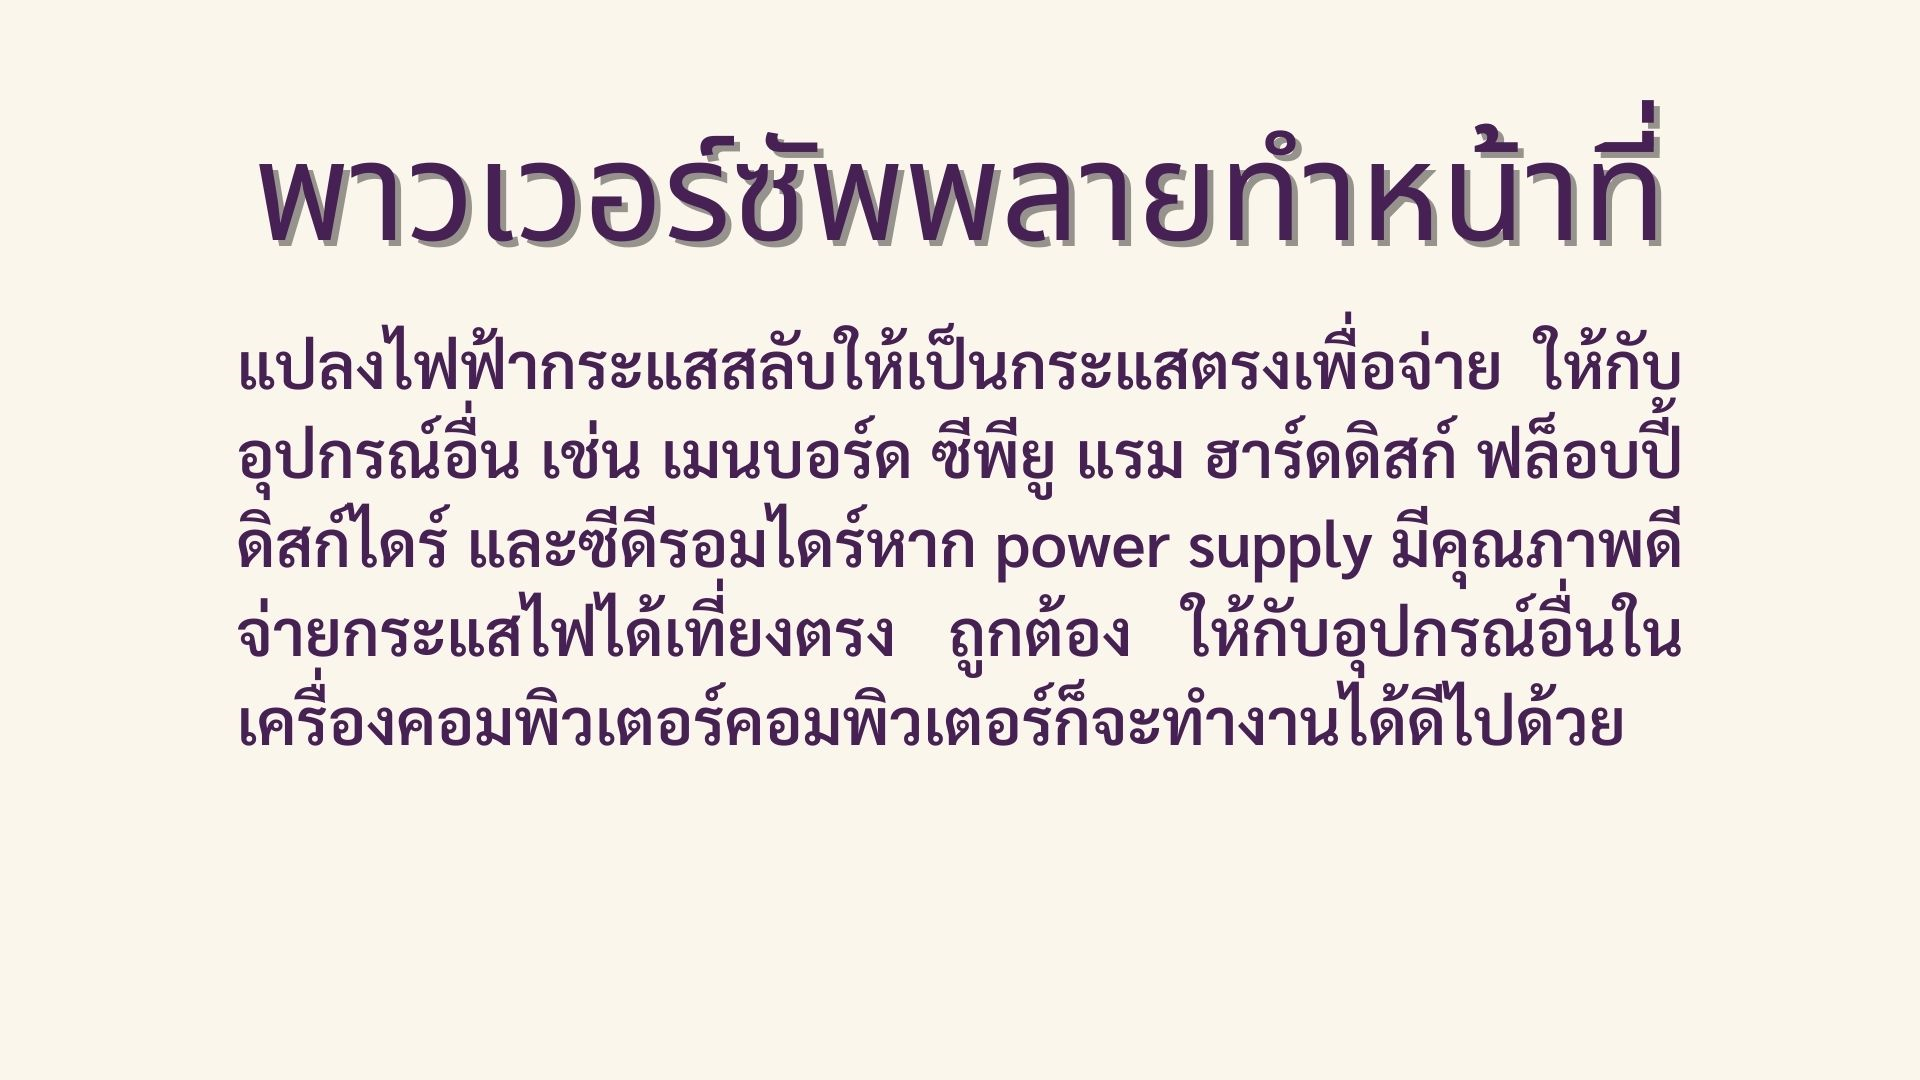 พาวเวอร์ซัพพลายทำหน้าที่
แปลงไฟฟ้ากระแสสลับให้เป็นกระแสตรงเพื่อจ่าย ให้กับ
อุปกรณ์อื่น เช่น เมนบอร์ด ซีพียู แรม ฮาร์ดดิสก์ ฟล็อบปี้
ดิสก์ไดร์ และซีดีรอมไดร์หาก power supply มีคุณภาพดี
จ่ายกระแสไฟได้เที่ยงตรง ถูกต้อง ให้กับอุปกรณ์อื่นใน
เครื่องคอมพิวเตอร์คอมพิวเตอร์ก็จะทำงานได้ดีไปด้วย